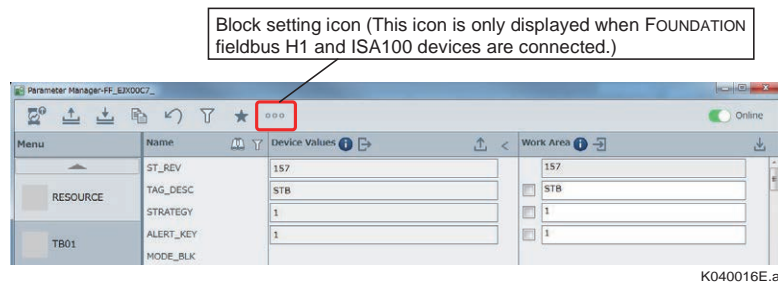 Block setting icon (This icon is only displayed when FOUNDATION
fieldbus H1 and ISA100 devices are connected.)
Parameter Manager-FF_EJX00C7_
Online
Menu Name Device Values Work Area
ST_REV 157 157
RESOURCE TAG_DESC STB STB
STRATEGY 1 1
TB01 ALERT_KEY 1 1
MODE_BLK
K040016E.a